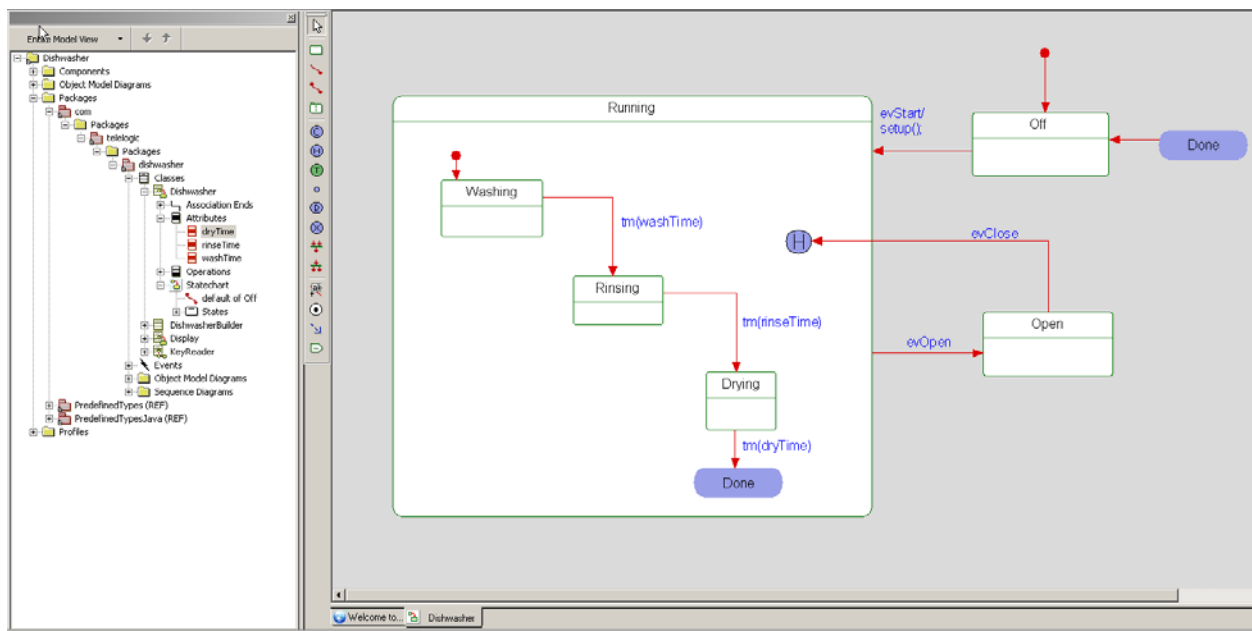 Entire Model View
Dishwasher
Components
Object Model Diagrams
Packages
com
Packages
telelogic
Packages
dishwasher
Classes
Dishwasher
Association Ends
Attributes
dryTime
rinseTime
washTime
Operations
Statechart
default of Off
States
DishwasherBuilder
Display
KeyReader
Events
Object Model Diagrams
Sequence Diagrams
PredefinedTypes (REF)
PredefinedTypesJava (REF)
Profiles
Running
evStart/
setup();
Off
Done
Washing
tm(washTime)
H
evClose
Rinsing
tm(rinseTime)
Open
evOpen
Drying
tm(dryTime)
Done
Welcome to...
Dishwasher